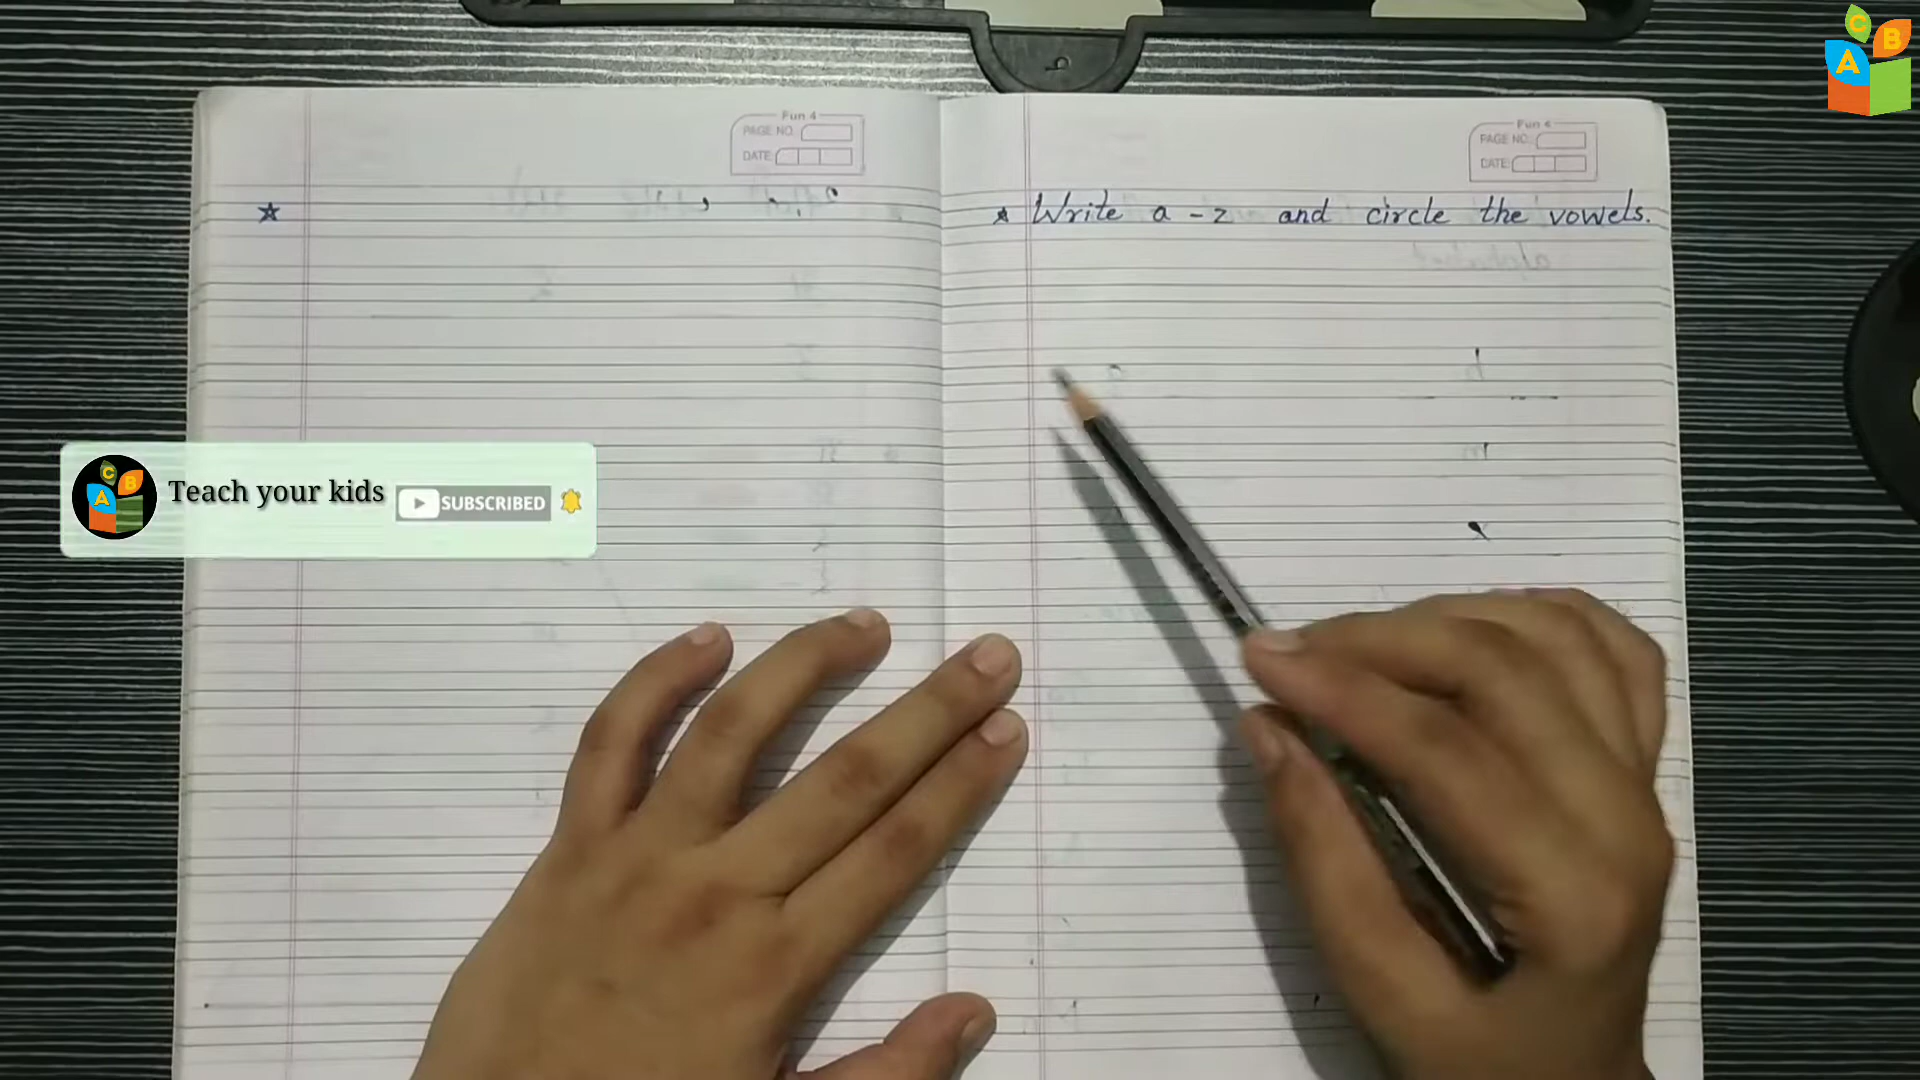 Fun 4
PAGE NO.
DATE:
★
Fun 4
PAGE NO.
DATE:
★ Write a - z and circle the vowels.
Teach your kids
SUBSCRIBED
A B C